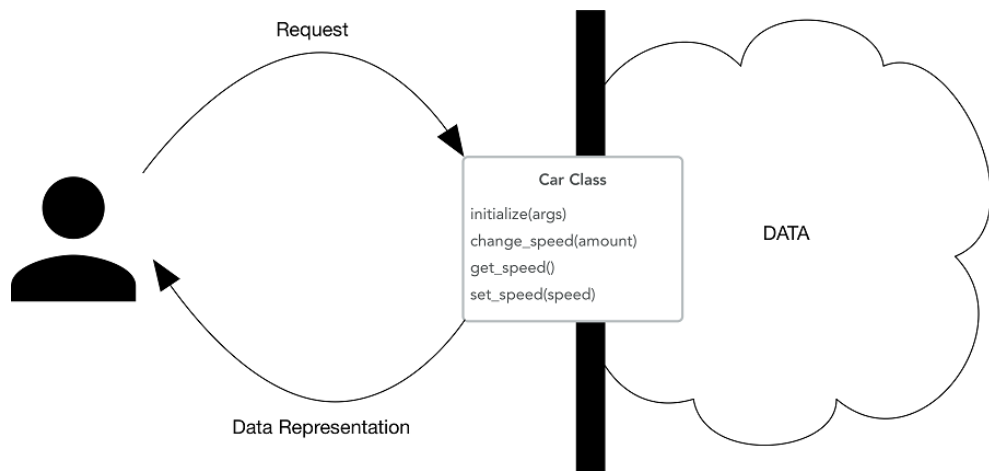 Request
Car Class
initialize(args)
change_speed(amount)
get_speed()
set_speed(speed)
DATA
Data Representation